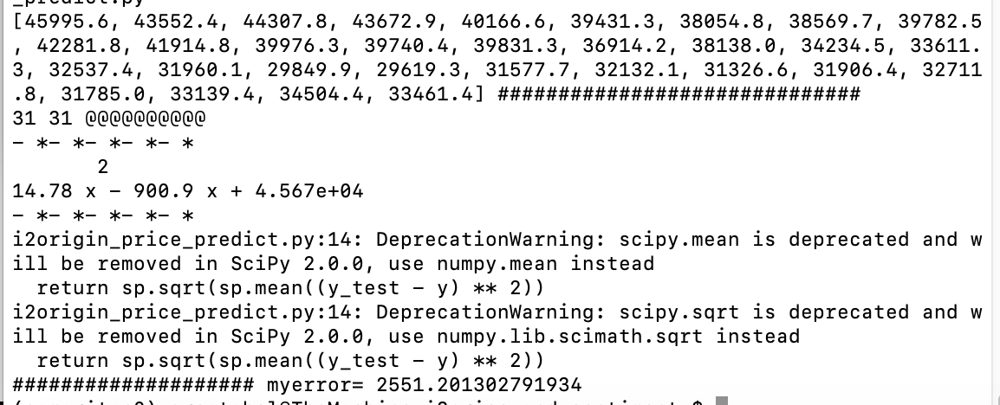 _predict.py
[45995.6, 43552.4, 44307.8, 43672.9, 40166.6, 39431.3, 38054.8, 38569.7, 39782.5
, 42281.8, 41914.8, 39976.3, 39740.4, 39831.3, 36914.2, 38138.0, 34234.5, 33611.
3, 32537.4, 31960.1, 29849.9, 29619.3, 31577.7, 32132.1, 31326.6, 31906.4, 32711
.8, 31785.0, 33139.4, 34504.4, 33461.4] ##############################
31 31 @@@@@@@@@@
- *- *- *- *- *
       2
14.78 x - 900.9 x + 4.567e+04
- *- *- *- *- *
i2origin_price_predict.py:14: DeprecationWarning: scipy.mean is deprecated and w
ill be removed in SciPy 2.0.0, use numpy.mean instead
  return sp.sqrt(sp.mean((y_test - y) ** 2))
i2origin_price_predict.py:14: DeprecationWarning: scipy.sqrt is deprecated and w
ill be removed in SciPy 2.0.0, use numpy.lib.scimath.sqrt instead
  return sp.sqrt(sp.mean((y_test - y) ** 2))
#################### myerror= 2551.201302791934